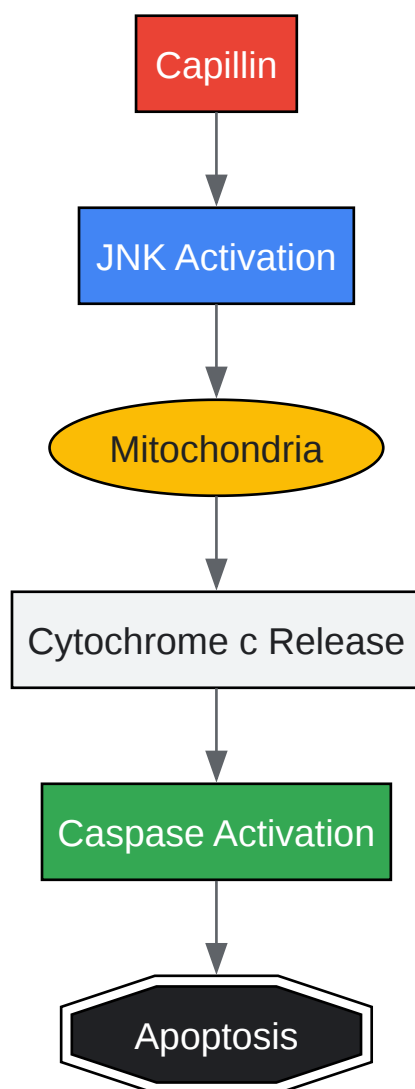 Capillin
JNK Activation
Mitochondria
Cytochrome c Release
Caspase Activation
Apoptosis